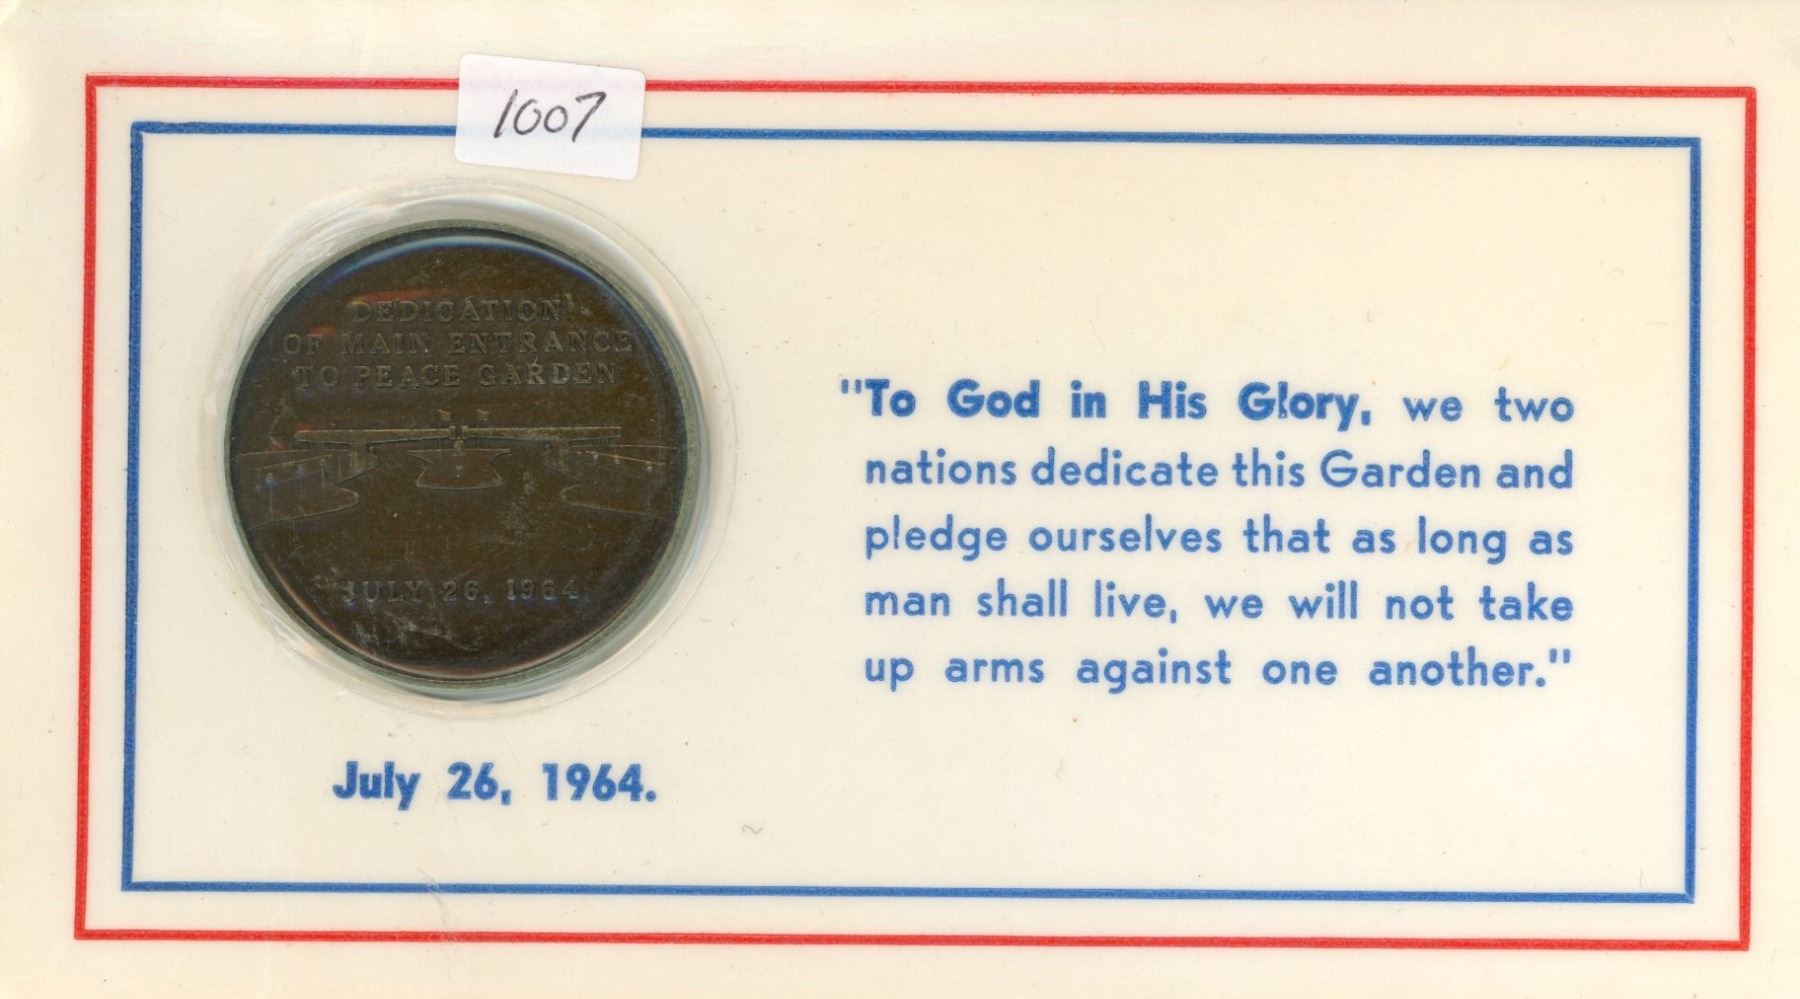 1007
DEDICATION
OF MAIN ENTRANCE
TO PEACE GARDEN
JULY 26, 1964
July 26, 1964.
"To God in His Glory, we two
nations dedicate this Garden and
pledge ourselves that as long as
man shall live, we will not take
up arms against one another."